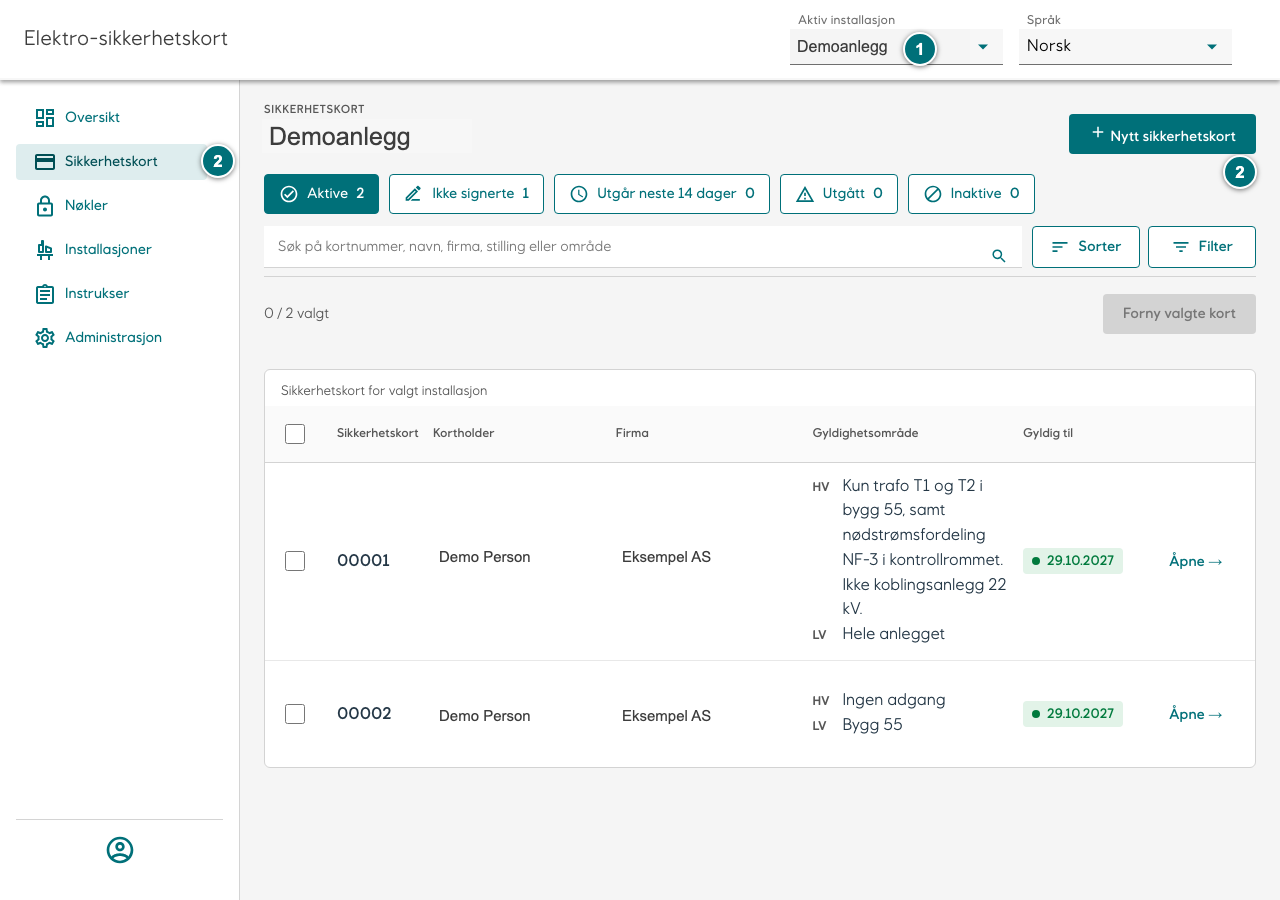 Elektro-sikkerhetskort
Aktiv installasjon
Demoanlegg
1
Språk
Norsk
Oversikt
Sikkerhetskort
2
Nøkler
Installasjoner
Instrukser
Administrasjon
SIKKERHETSKORT
Demoanlegg
+ Nytt sikkerhetskort
2
Aktive 2
Ikke signerte 1
Utgår neste 14 dager 0
Utgått 0
Inaktive 0
Søk på kortnummer, navn, firma, stilling eller område
Sorter
Filter
0 / 2 valgt
Forny valgte kort
Sikkerhetskort for valgt installasjon
Sikkerhetskort Kortholder Firma Gyldighetsområde Gyldig til
HV Kun trafo T1 og T2 i
bygg 55, samt
nødstrømsfordeling
NF-3 i kontrollrommet.
Ikke koblingsanlegg 22
kV.
LV Hele anlegget
00001 Demo Person Eksempel AS 29.10.2027 Åpne →
HV Ingen adgang
LV Bygg 55
00002 Demo Person Eksempel AS 29.10.2027 Åpne →